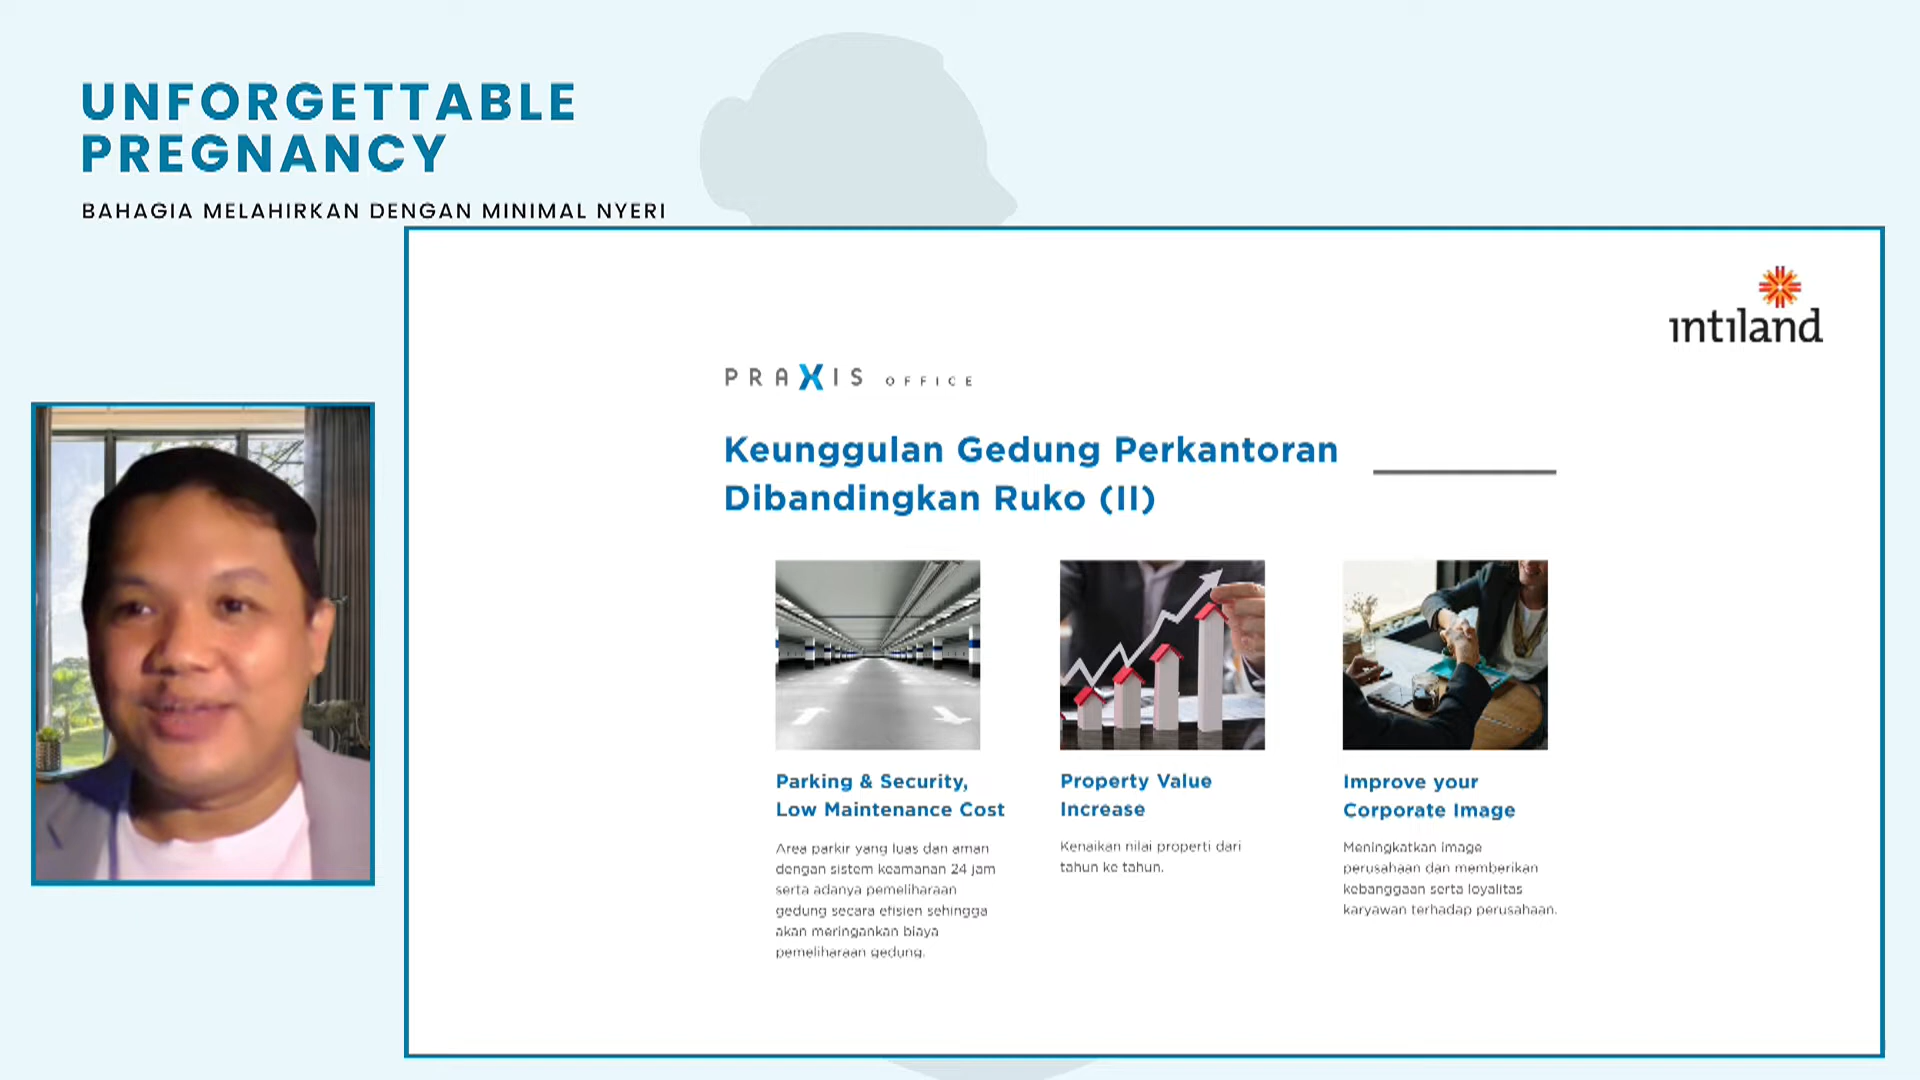 UNFORGETTABLE
PREGNANCY
BAHAGIA MELAHIRKAN DENGAN MINIMAL NYERI
intiland
PRAXIS OFFICE
Keunggulan Gedung Perkantoran
Dibandingkan Ruko (II)
Parking & Security,
Low Maintenance Cost
Area parkir yang luas dan aman
dengan sistem keamanan 24 jam
serta adanya pemeliharaan
gedung secara efisien sehingga
akan meringankan biaya
pemeliharaan gedung.
Property Value
Increase
Kenaikan nilai properti dari
tahun ke tahun.
Improve your
Corporate Image
Meningkatkan image
perusahaan dan memberikan
kebanggaan serta loyalitas
karyawan terhadap perusahaan.